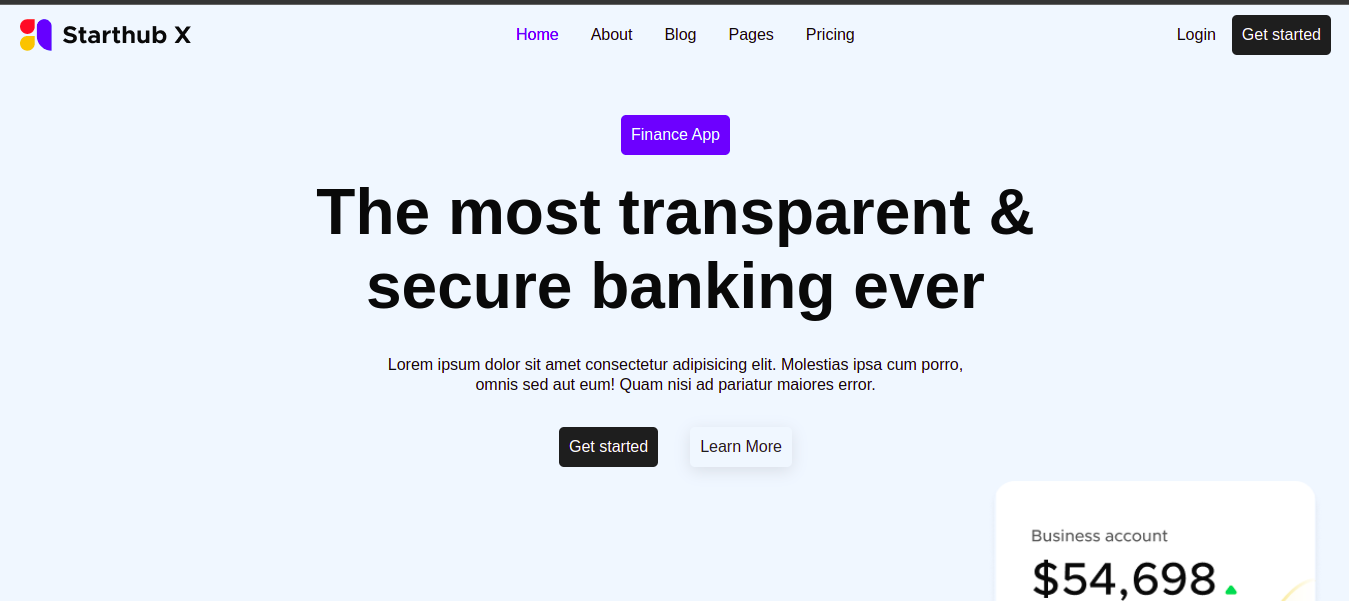 Starthub X
Home About Blog Pages Pricing
Login Get started
Finance App
The most transparent &
secure banking ever
Lorem ipsum dolor sit amet consectetur adipisicing elit. Molestias ipsa cum porro,
omnis sed aut eum! Quam nisi ad pariatur maiores error.
Get started Learn More
Business account
$54,698